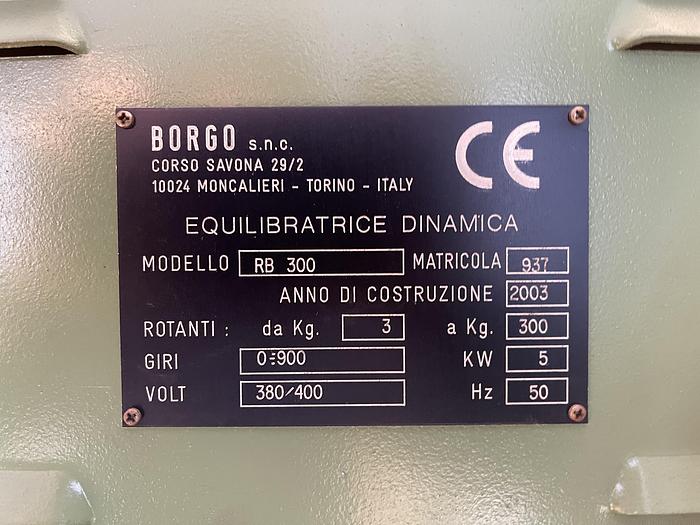 BORGO s.n.c.
CORSO SAVONA 29/2
10024 MONCALIERI - TORINO - ITALY
CE
EQUILIBRATRICE DINAMICA
MODELLO RB 300 MATRICOLA 937
ANNO DI COSTRUZIONE 2003
ROTANTI : da Kg. 3 a Kg. 300
GIRI 0÷900 KW 5
VOLT 380/400 Hz 50